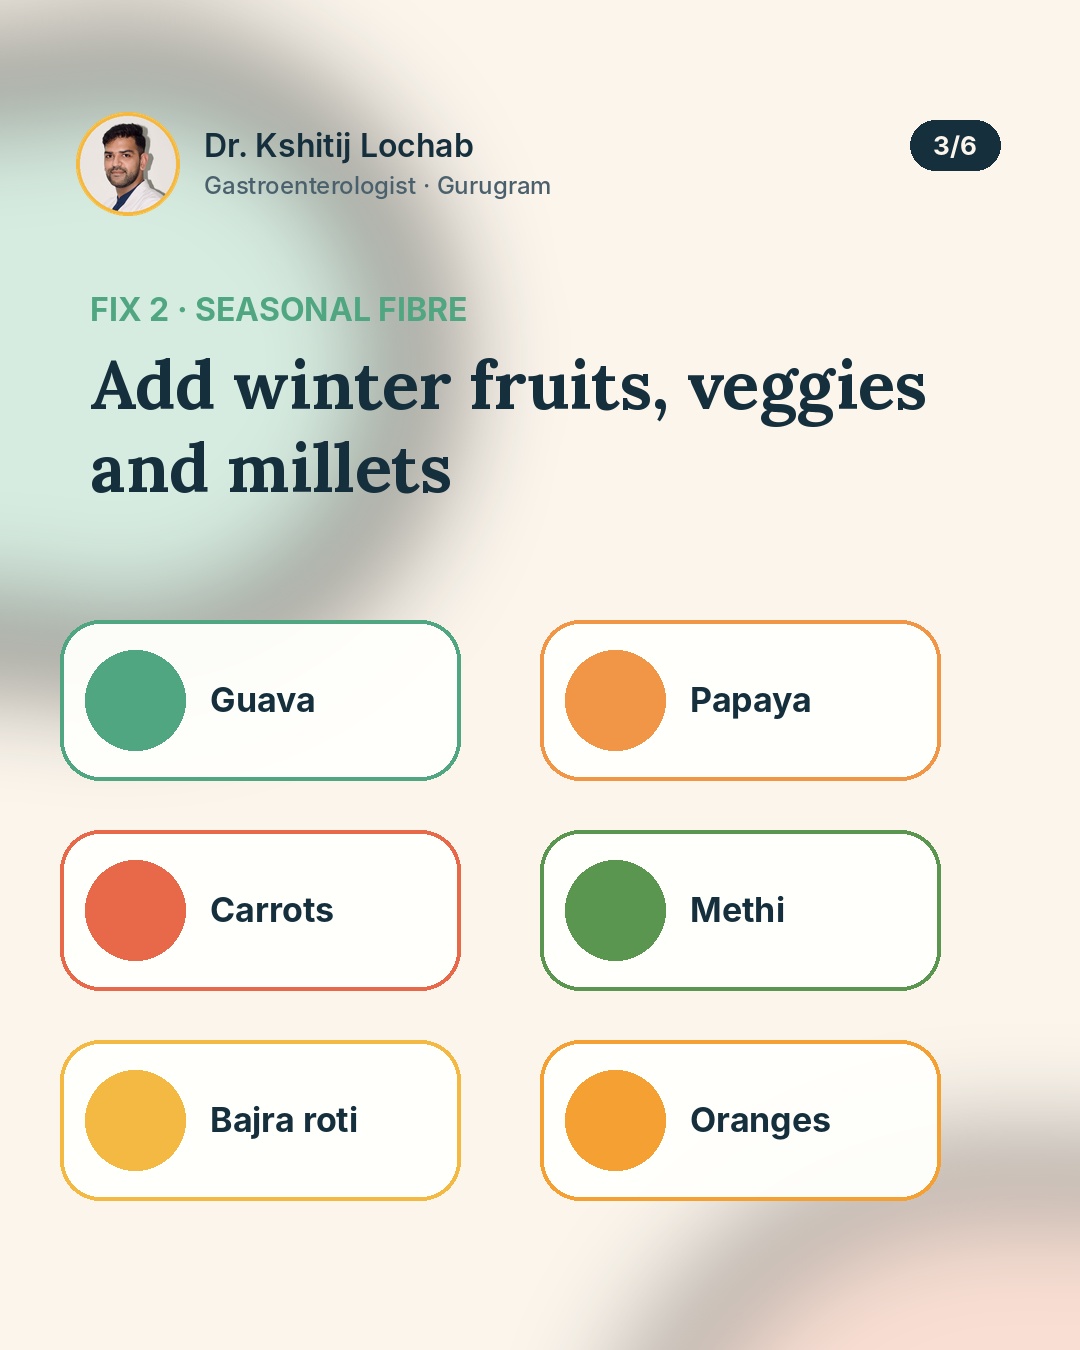 Dr. Kshitij Lochab
Gastroenterologist · Gurugram
3/6
FIX 2 · SEASONAL FIBRE
Add winter fruits, veggies
and millets
Guava
Papaya
Carrots
Methi
Bajra roti
Oranges